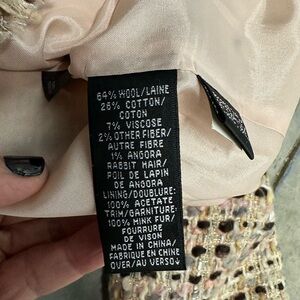 64% WOOL/LAINE
26% COTTON/
COTON
7% VISCOSE
2% OTHER FIBER/
AUTRE FIBRE
1% ANGORA
RABBIT HAIR/
POIL DE LAPIN
DE ANGORA
LINING/DOUBLURE:
100% ACETATE
TRIM/GARNITURE:
100% MINK FUR/
FOURRURE
DE VISON
MADE IN CHINA/
FABRIQUE EN CHINE
OVER/AU VERSO↓